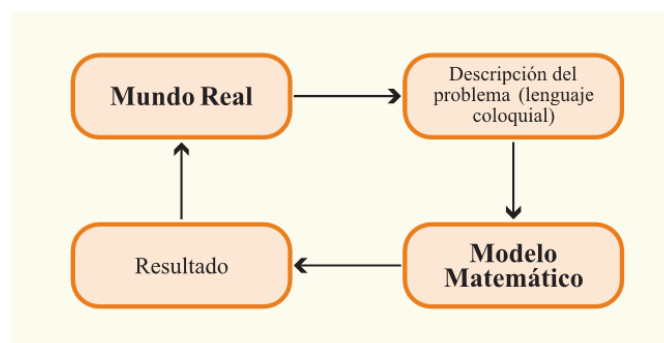 Mundo Real
Descripción del
problema (lenguaje
coloquial)
Resultado
Modelo
Matemático